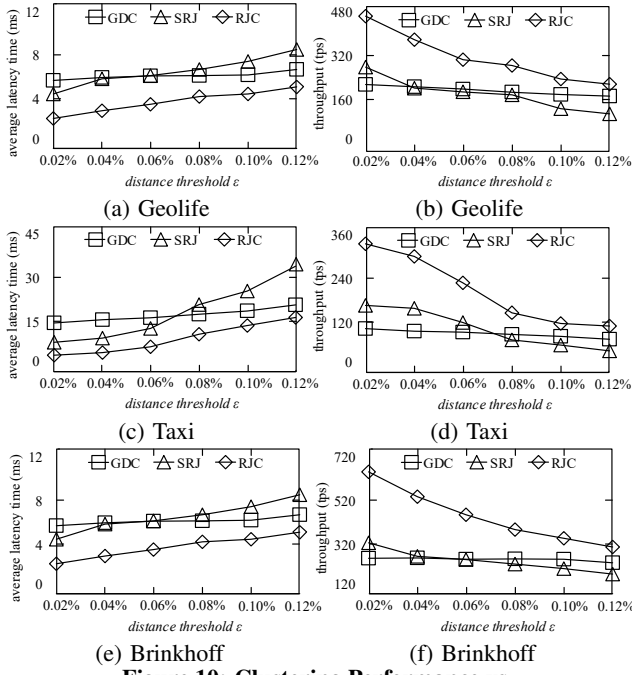 12
8
4
0
average latency time (ms)
GDC SRJ RJC
0.02% 0.04% 0.06% 0.08% 0.10% 0.12%
distance threshold ε
(a) Geolife
480
320
160
0
throughput (tps)
GDC SRJ RJC
0.02% 0.04% 0.06% 0.08% 0.10% 0.12%
distance threshold ε
(b) Geolife
45
30
15
0
average latency time (ms)
GDC SRJ RJC
0.02% 0.04% 0.06% 0.08% 0.10% 0.12%
distance threshold ε
(c) Taxi
360
240
120
0
throughput (tps)
GDC SRJ RJC
0.02% 0.04% 0.06% 0.08% 0.10% 0.12%
distance threshold ε
(d) Taxi
12
8
4
0
average latency time (ms)
GDC SRJ RJC
0.02% 0.04% 0.06% 0.08% 0.10% 0.12%
distance threshold ε
(e) Brinkhoff
720
520
320
120
throughput (tps)
GDC SRJ RJC
0.02% 0.04% 0.06% 0.08% 0.10% 0.12%
distance threshold ε
(f) Brinkhoff